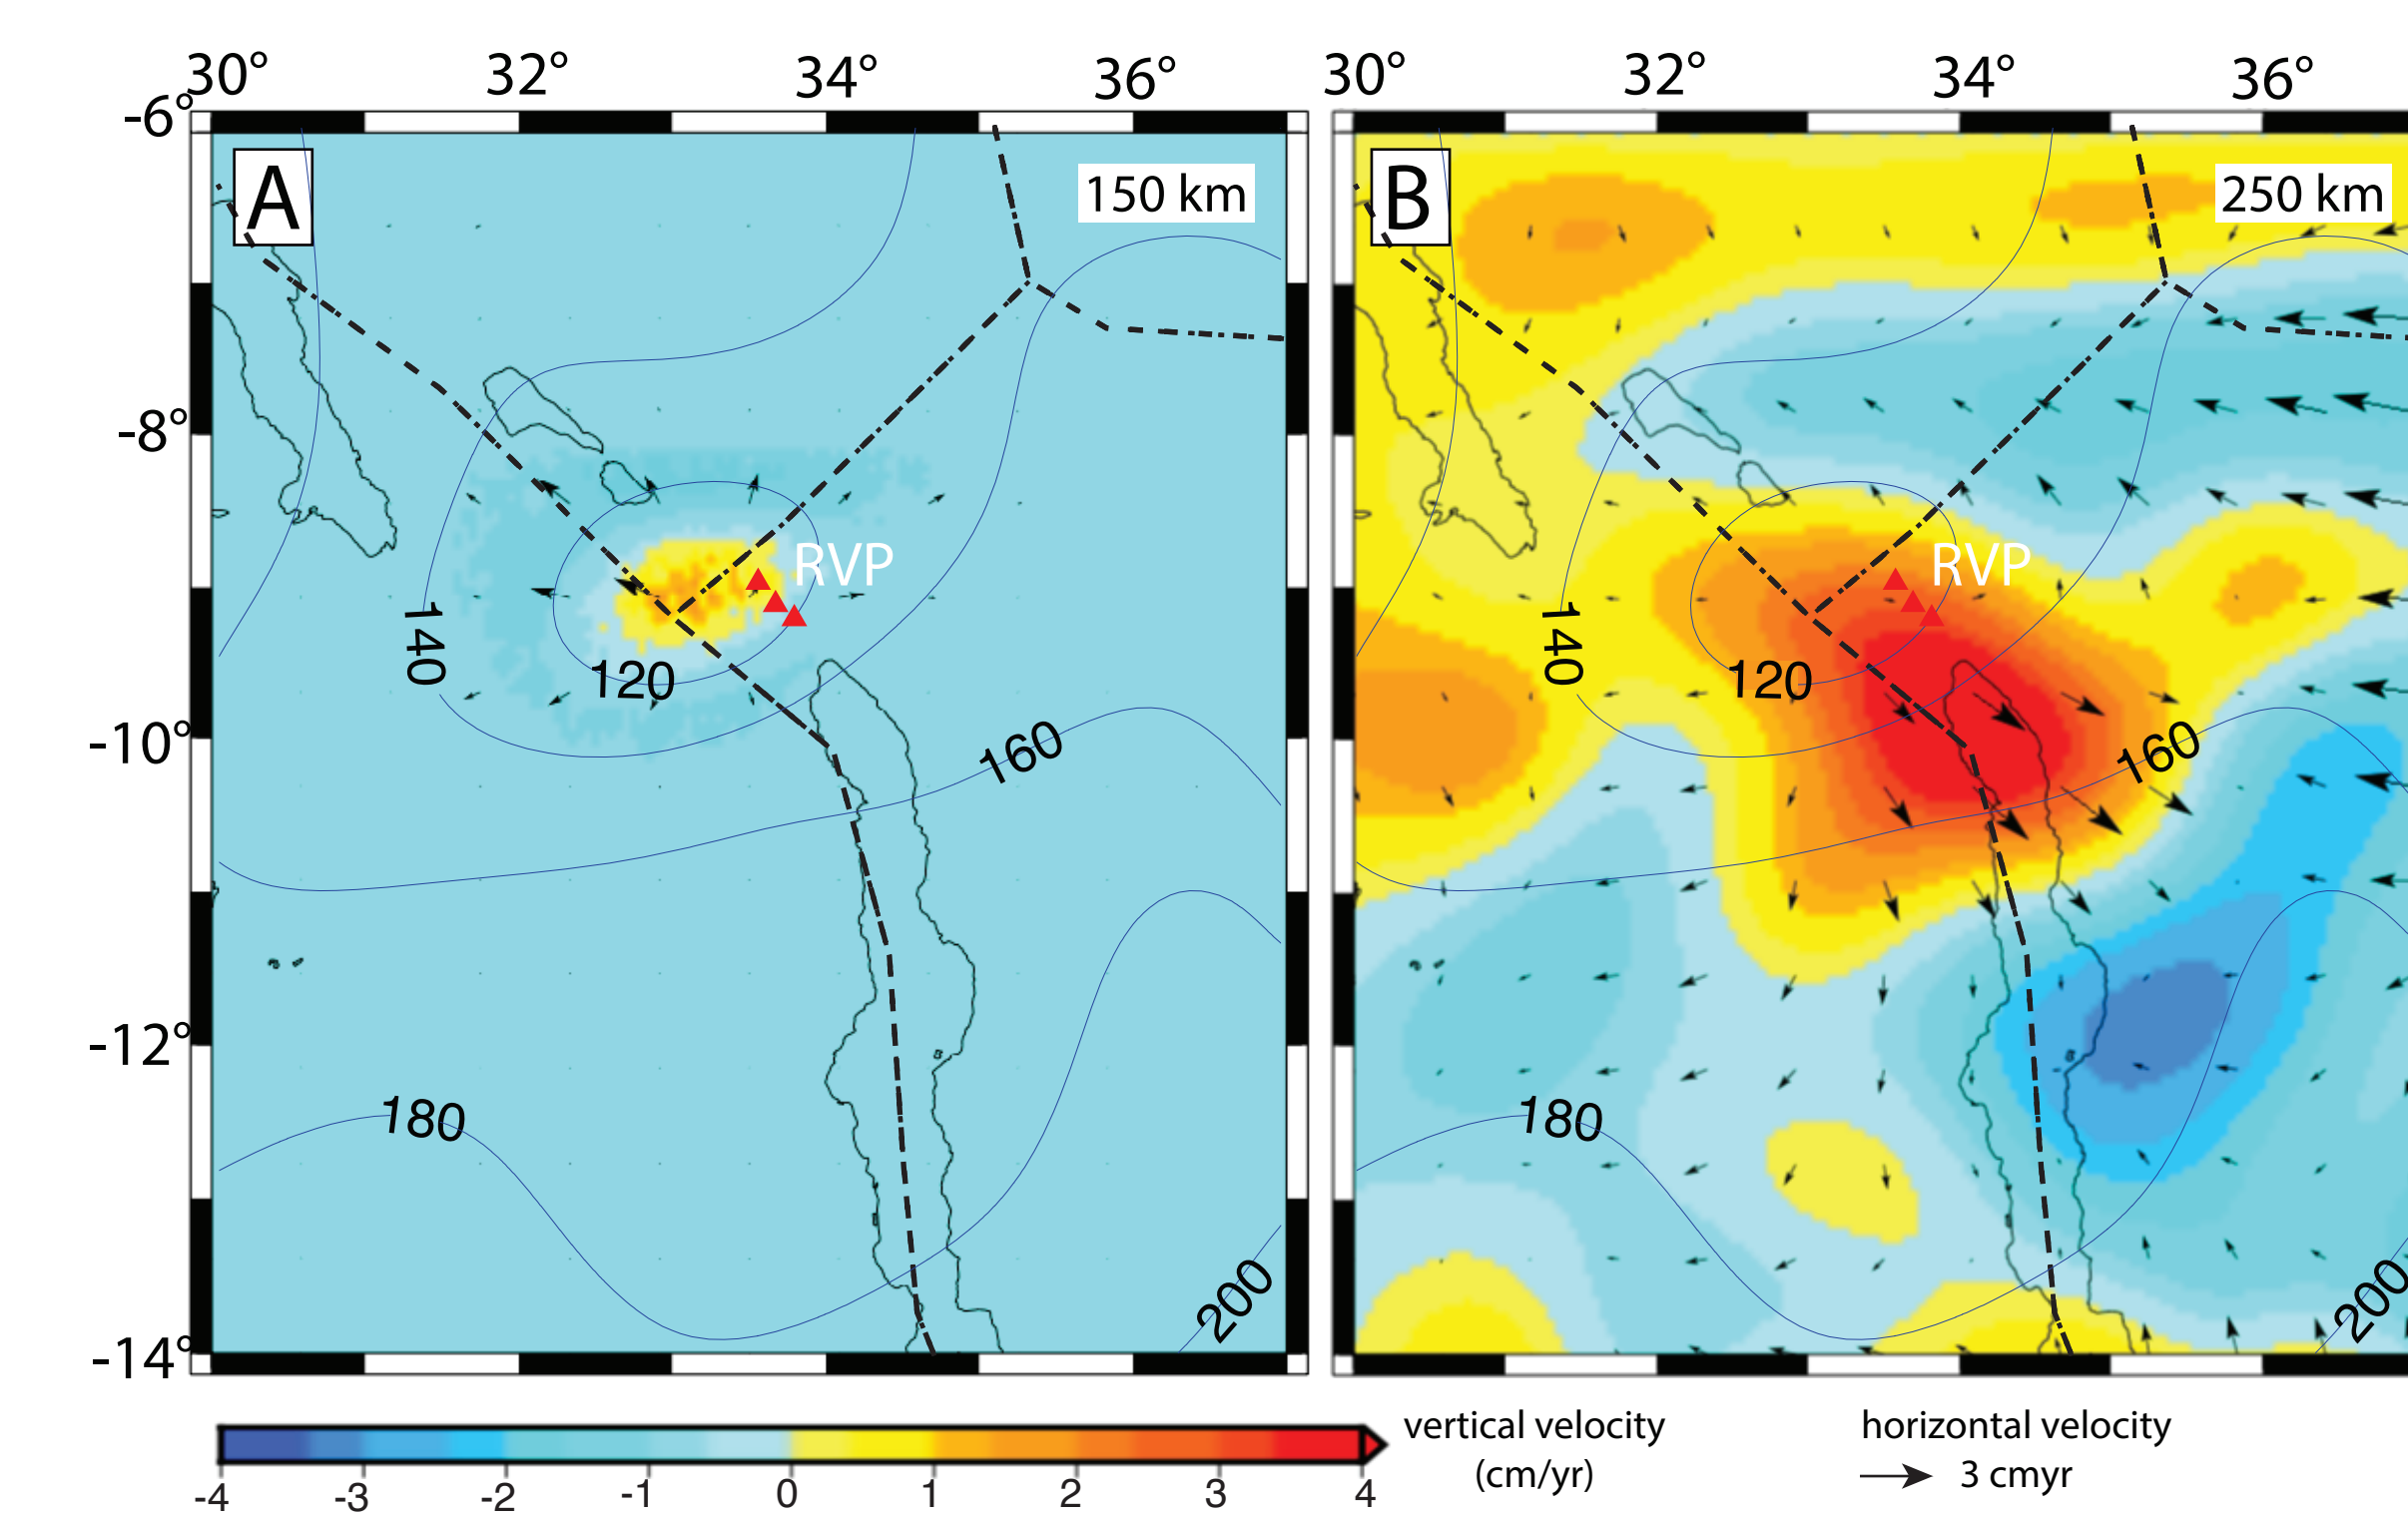 30° 32° 34° 36° 30° 32° 34° 36°
-6°
A 150 km B 250 km
-8°
RVP RVP
140 120 140 120
-10°
160 160
-12°
180 180
200 200
-14°
vertical velocity horizontal velocity
(cm/yr) 3 cmyr
-4 -3 -2 -1 0 1 2 3 4